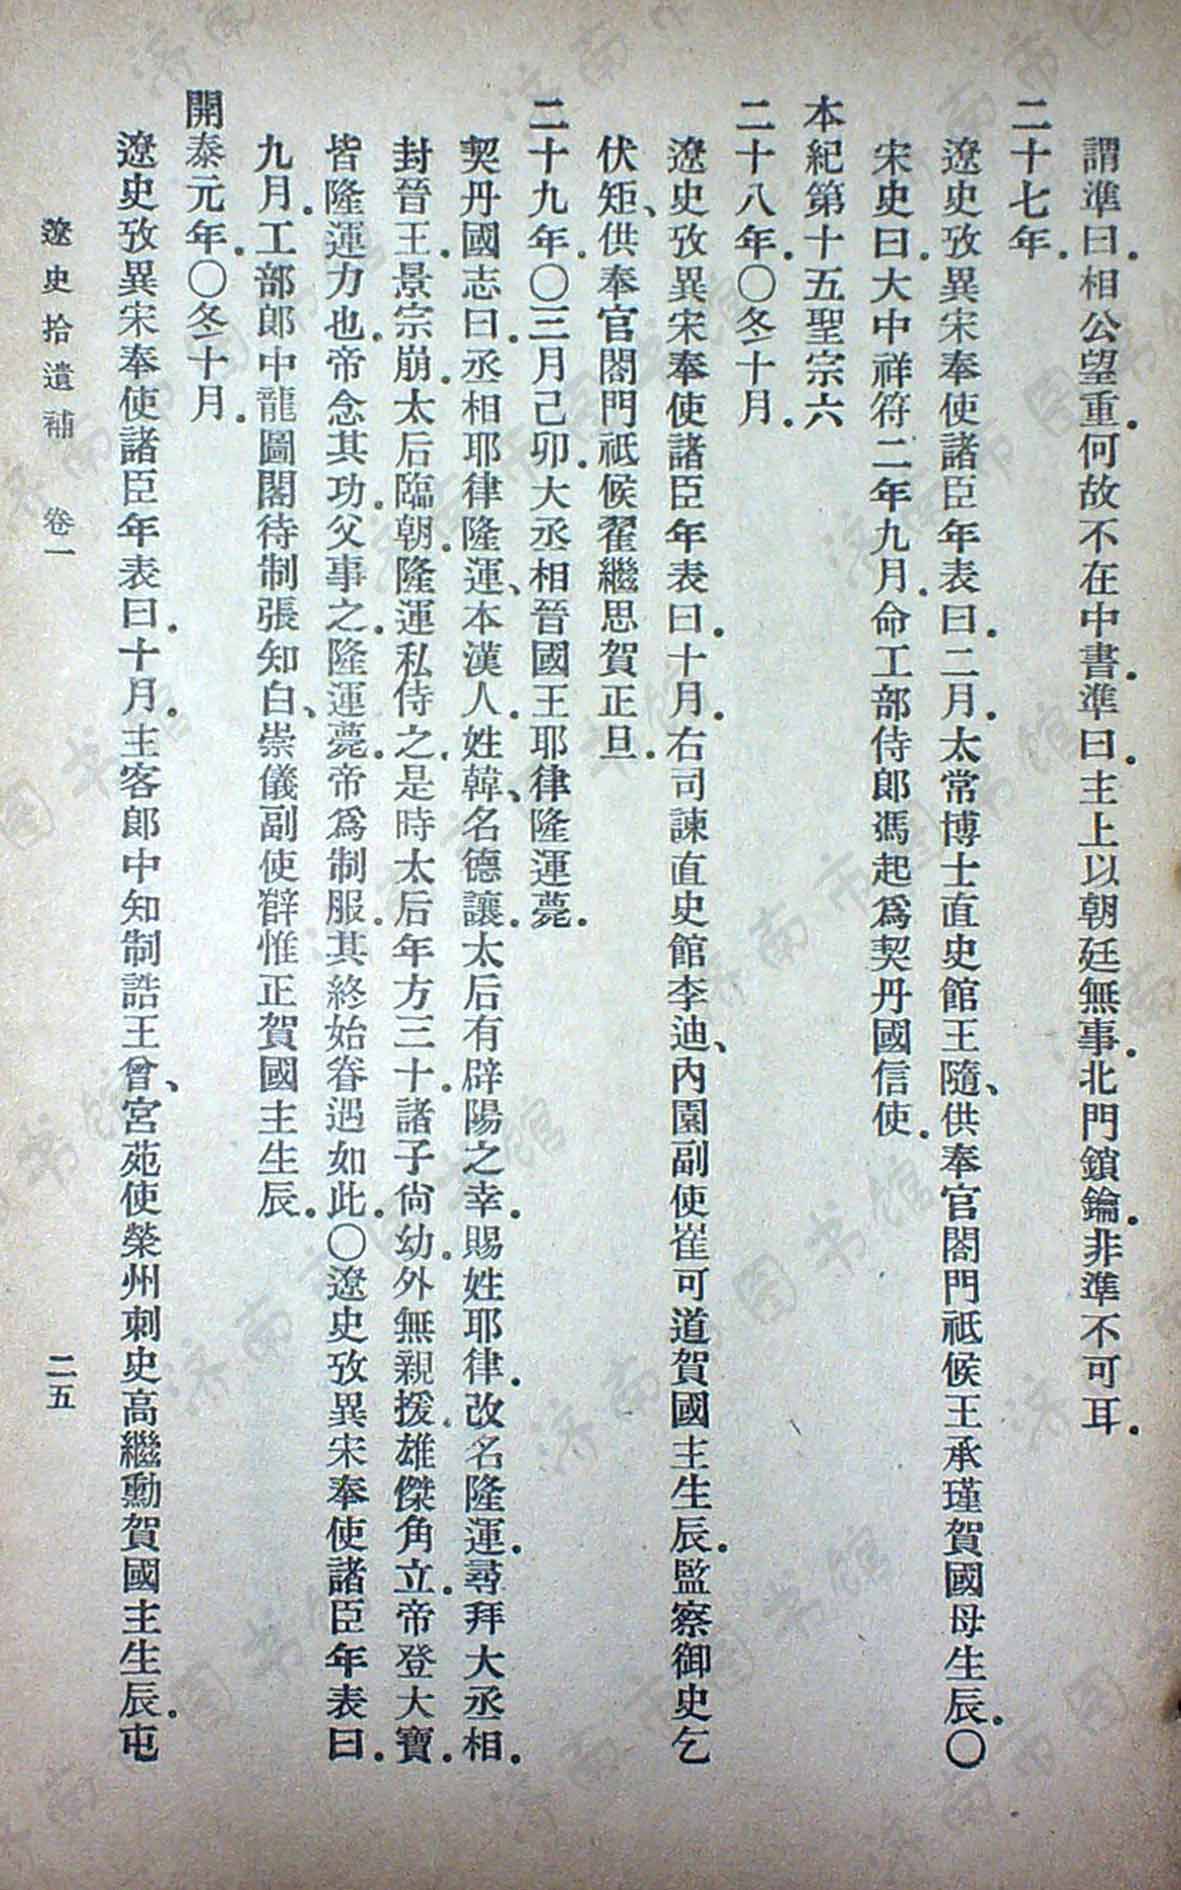 謂準曰.相公望重.何故不在中書.準曰.主上以朝廷無事.北門鎖鑰.非準不可耳.
二十七年.
遼史攷異宋奉使諸臣年表曰.二月.太常博士直史館王隨、供奉官閤門祗候王承瑾賀國母生辰.〇
宋史曰.大中祥符二年九月.命工部侍郎馮起爲契丹國信使.
本紀第十五聖宗六
二十八年.〇冬十月.
遼史攷異宋奉使諸臣年表曰.十月.右司諫直史館李迪、內園副使崔可道賀國主生辰.監察御史乞
伏矩、供奉官閤門祗候翟繼思賀正旦.
二十九年.〇三月己卯.大丞相晉國王耶律隆運薨.
契丹國志曰.丞相耶律隆運、本漢人.姓韓、名德讓.太后有辟陽之幸.賜姓耶律.改名隆運.尋拜大丞相.
封晉王.景宗崩.太后臨朝.隆運私侍之.是時太后年方三十.諸子尙幼.外無親援.雄傑角立.帝登大寶.
皆隆運力也.帝念其功.父事之.隆運薨.帝爲制服.其終始眷遇如此.〇遼史攷異宋奉使諸臣年表曰.
九月.工部郎中龍圖閣待制張知白、崇儀副使薛惟正賀國主生辰.
開泰元年.〇冬十月.
遼史攷異宋奉使諸臣年表曰.十月.主客郎中知制誥王曾、宮苑使榮州刺史高繼勳賀國主生辰.屯
遼史拾遺補 卷一 二五
济南市图书馆